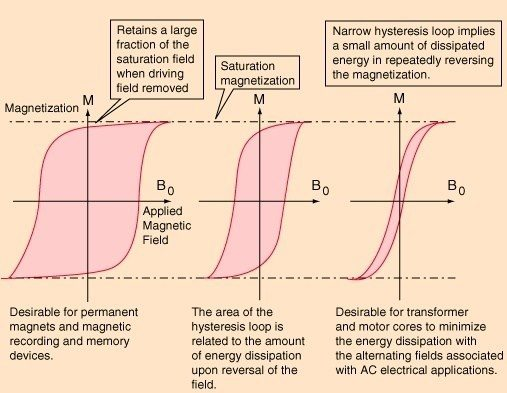 Retains a large
fraction of the
saturation field
when driving
field removed
Saturation
magnetization
Narrow hysteresis loop implies
a small amount of dissipated
energy in repeatedly reversing
the magnetization.
Magnetization
M
B0
Applied
Magnetic
Field
M
B0
M
B0
Desirable for permanent
magnets and magnetic
recording and memory
devices.
The area of the
hysteresis loop is
related to the amount
of energy dissipation
upon reversal of the
field.
Desirable for transformer
and motor cores to minimize
the energy dissipation with
the alternating fields associated
with AC electrical applications.